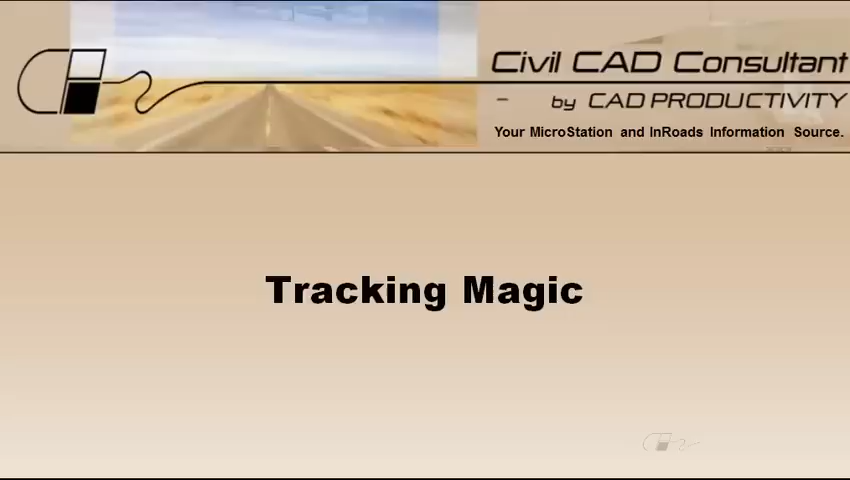 Civil CAD Consultant
by CAD PRODUCTIVITY
Your MicroStation and InRoads Information Source.
Tracking Magic